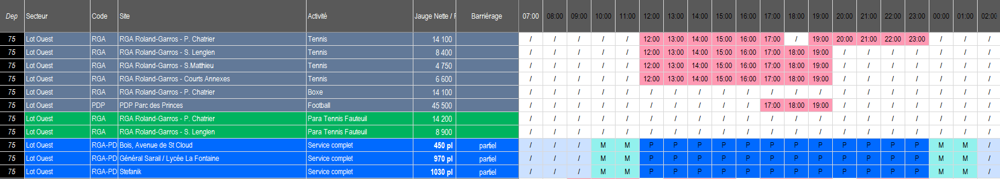 Dep Secteur Code Site Activité Jauge Nette / F Barriérage 07:00 08:00 09:00 10:00 11:00 12:00 13:00 14:00 15:00 16:00 17:00 18:00 19:00 20:00 21:00 22:00 23:00 00:00 01:00 02:00
75 Lot Ouest RGA RGA Roland-Garros - P. Chatrier Tennis 14 100 / / / / / 12:00 13:00 14:00 15:00 16:00 17:00 / 19:00 20:00 21:00 22:00 23:00 / / /
75 Lot Ouest RGA RGA Roland-Garros - S. Lenglen Tennis 8 400 / / / / / 12:00 13:00 14:00 15:00 16:00 17:00 18:00 19:00 / / / / / / /
75 Lot Ouest RGA RGA Roland-Garros - S.Matthieu Tennis 4 750 / / / / / 12:00 13:00 14:00 15:00 16:00 17:00 18:00 19:00 / / / / / / /
75 Lot Ouest RGA RGA Roland-Garros - Courts Annexes Tennis 6 600 / / / / / 12:00 13:00 14:00 15:00 16:00 17:00 18:00 19:00 / / / / / / /
75 Lot Ouest RGA RGA Roland-Garros - P. Chatrier Boxe 14 100 / / / / / / / / / / / / / / / / / / / /
75 Lot Ouest PDP PDP Parc des Princes Football 45 500 / / / / / / / / / / 17:00 18:00 19:00 / / / / / / /
75 Lot Ouest RGA RGA Roland-Garros - P. Chatrier Para Tennis Fauteuil 14 200 / / / / / / / / / / / / / / / / / / / /
75 Lot Ouest RGA RGA Roland-Garros - S. Lenglen Para Tennis Fauteuil 8 900 / / / / / / / / / / / / / / / / / / / /
75 Lot Ouest RGA-PD Bois, Avenue de St Cloud Service complet 450 pl partiel / / / M M P P P P P P P P P P P P M M /
75 Lot Ouest RGA-PD Général Sarail / Lycée La Fontaine Service complet 970 pl partiel / / / M M P P P P P P P P P P P P M M /
75 Lot Ouest RGA-PD Stefanik Service complet 1030 pl partiel / / / M M P P P P P P P P P P P P M M /